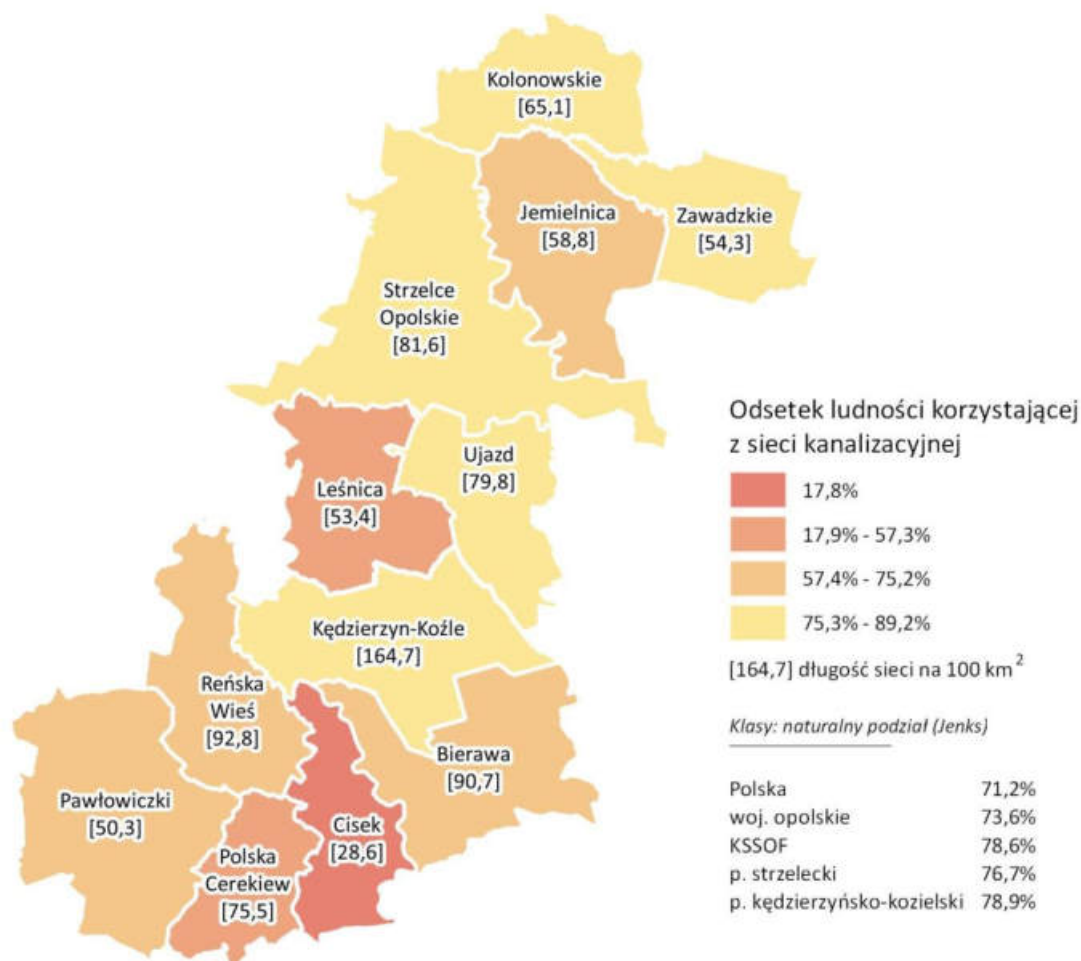 Kolonowskie
[65,1]
Jemielnica
[58,8]
Zawadzkie
[54,3]
Strzelce
Opolskie
[81,6]
Leśnica
[53,4]
Ujazd
[79,8]
Kędzierzyn-Koźle
[164,7]
Reńska
Wieś
[92,8]
Bierawa
[90,7]
Pawłowiczki
[50,3]
Cisek
[28,6]
Polska
Cerekiew
[75,5]
Odsetek ludności korzystającej
z sieci kanalizacyjnej
17,8%
17,9% - 57,3%
57,4% - 75,2%
75,3% - 89,2%
[164,7] długość sieci na 100 km²
Klasy: naturalny podział (Jenks)
Polska 71,2%
woj. opolskie 73,6%
KSSOF 78,6%
p. strzelecki 76,7%
p. kędzierzyńsko-kozielski 78,9%